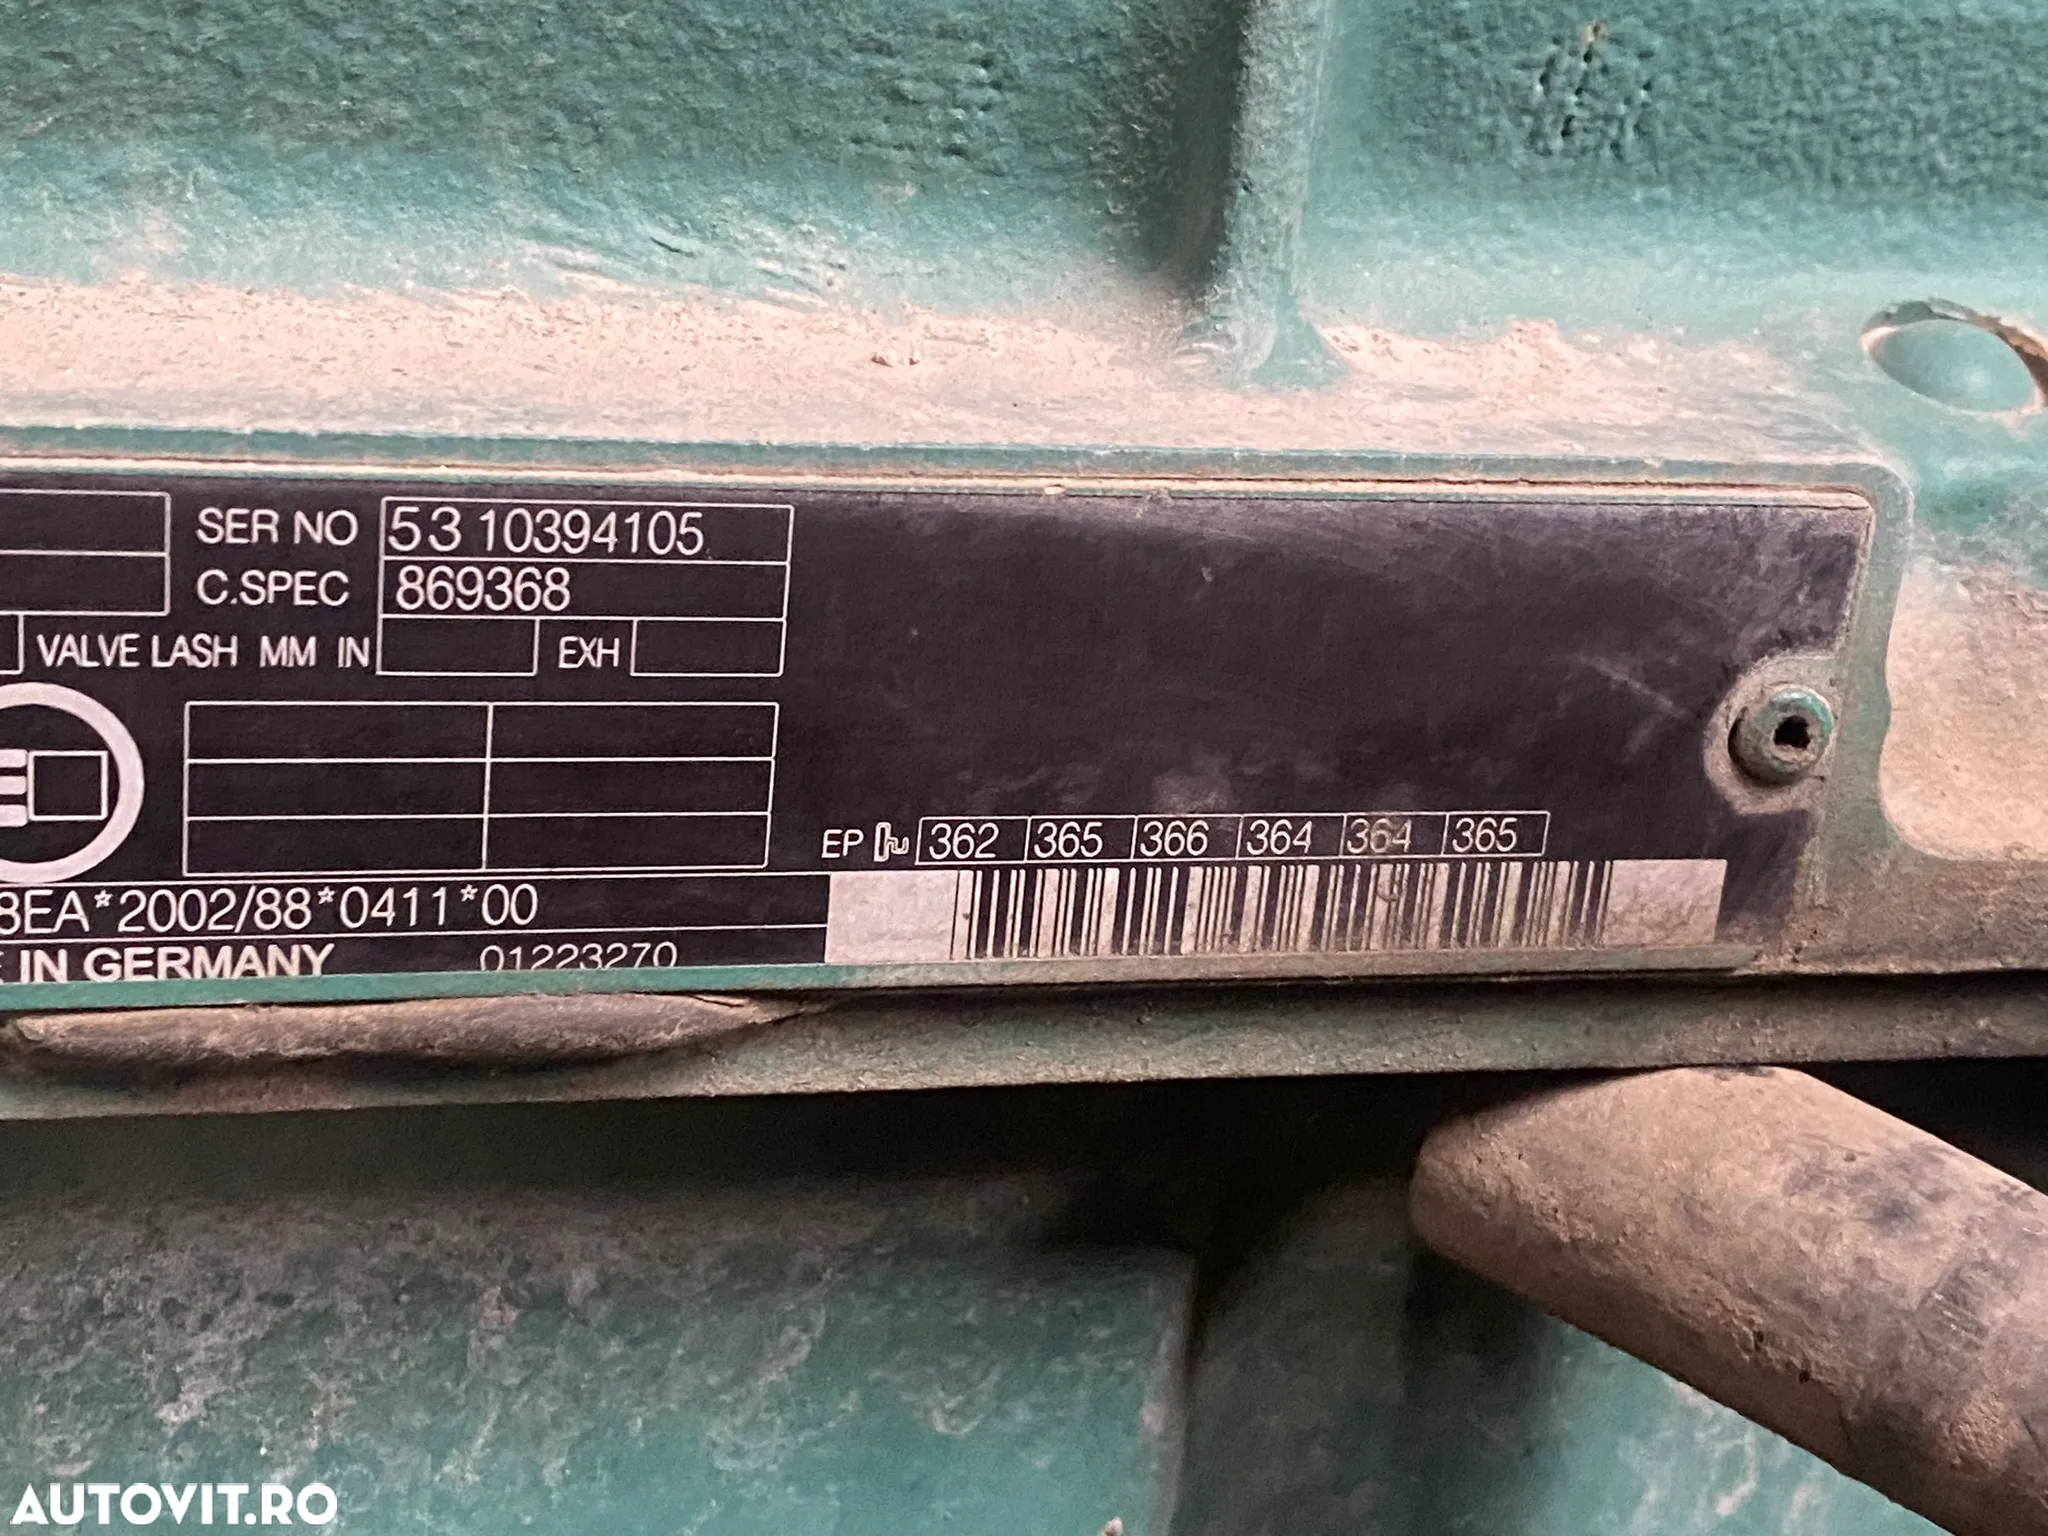 SER NO 53 10394105
C.SPEC 869368
VALVE LASH MM IN EXH
EP 362 365 366 364 364 365
8EA*2002/88*0411*00
IN GERMANY 01223270
AUTOVIT.RO